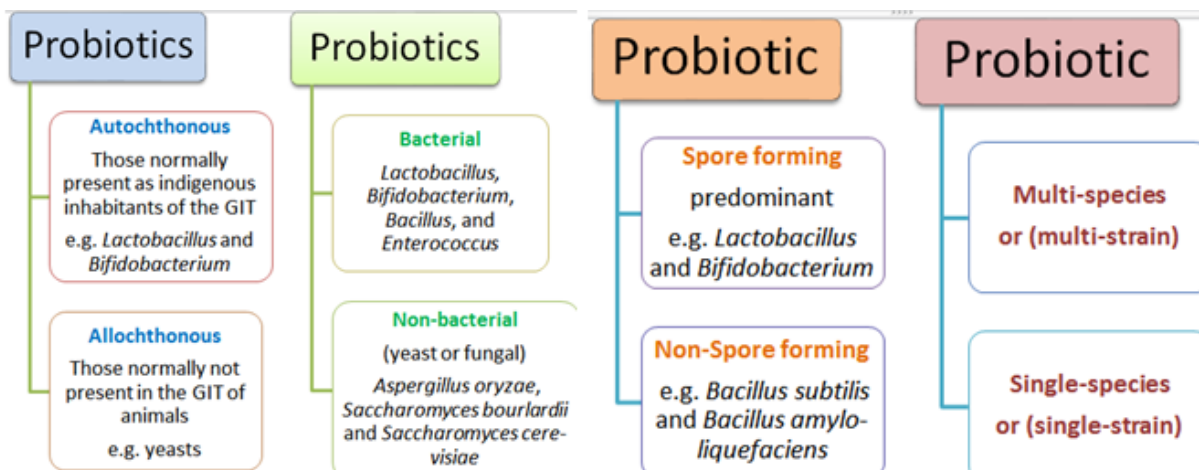 Probiotics
Autochthonous
Those normally
present as indigenous
inhabitants of the GIT
e.g. Lactobacillus and
Bifidobacterium
Allochthonous
Those normally not
present in the GIT of
animals
e.g. yeasts
Probiotics
Bacterial
Lactobacillus,
Bifidobacterium,
Bacillus, and
Enterococcus
Non-bacterial
(yeast or fungal)
Aspergillus oryzae,
Saccharomyces bourlardii
and Saccharomyces cere-
visiae
Probiotic
Spore forming
predominant
e.g. Lactobacillus
and Bifidobacterium
Non-Spore forming
e.g. Bacillus subtilis
and Bacillus amylo-
liquefaciens
Probiotic
Multi-species
or (multi-strain)
Single-species
or (single-strain)